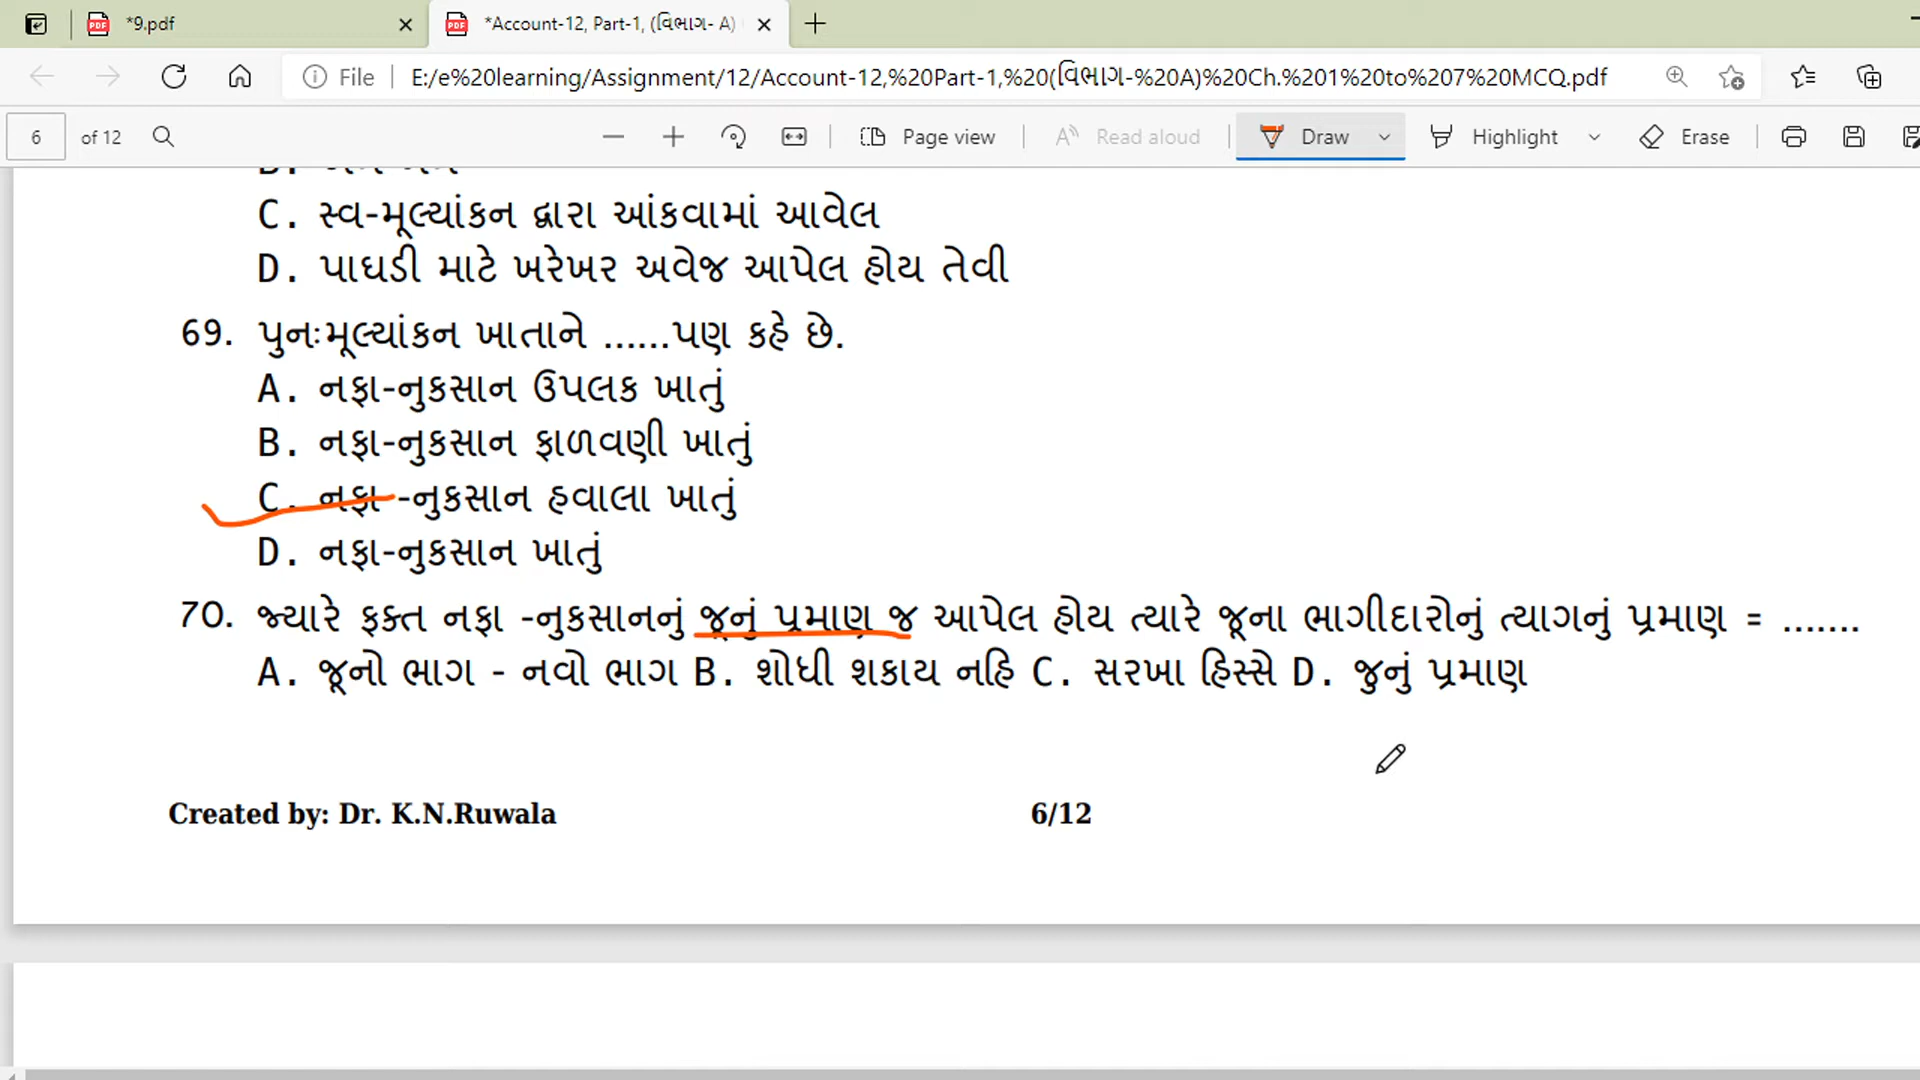 *9.pdf
*Account-12, Part-1, (વિભાગ- A)
File
E:/e%20learning/Assignment/12/Account-12,%20Part-1,%20(વિભાગ-%20A)%20Ch.%201%20to%207%20MCQ.pdf
6 of 12
Page view
Read aloud
Draw
Highlight
Erase
C. સ્વ-મૂલ્યાંકન દ્વારા આંકવામાં આવેલ
D. પાઘડી માટે ખરેખર અવેજ આપેલ હોય તેવી
69. પુનઃમૂલ્યાંકન ખાતાને ......પણ કહે છે.
A. નફા-નુકસાન ઉપલક ખાતું
B. નફા-નુકસાન ફાળવણી ખાતું
C. નફા -નુકસાન હવાલા ખાતું
D. નફા-નુકસાન ખાતું
70. જ્યારે ફક્ત નફા -નુકસાનનું જૂનું પ્રમાણ જ આપેલ હોય ત્યારે જૂના ભાગીદારોનું ત્યાગનું પ્રમાણ = .......
A. જૂનો ભાગ - નવો ભાગ B. શોધી શકાય નહિ C. સરખા હિસ્સે D. જુનું પ્રમાણ
Created by: Dr. K.N.Ruwala 6/12